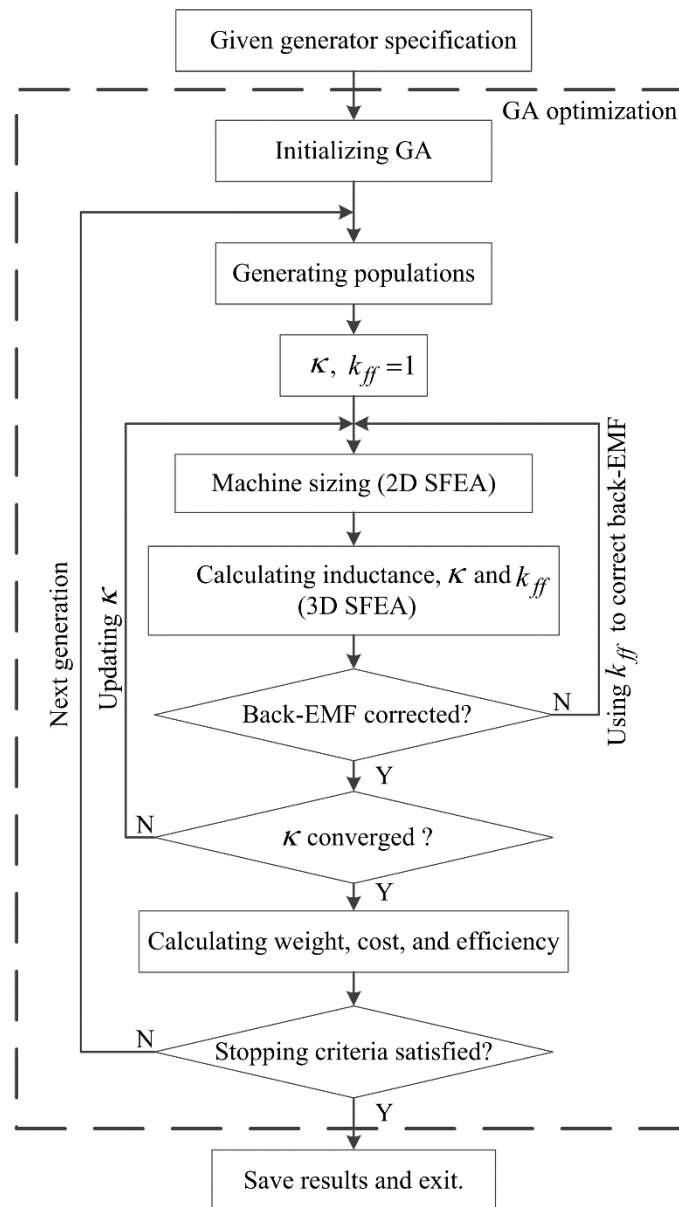 Given generator specification
GA optimization
Initializing GA
Generating populations
κ, k_ff =1
Machine sizing (2D SFEA)
Calculating inductance, κ and k_ff
(3D SFEA)
Back-EMF corrected?
N
Y
Using k_ff to correct back-EMF
κ converged ?
N
Y
Updating κ
Calculating weight, cost, and efficiency
Stopping criteria satisfied?
N
Y
Next generation
Save results and exit.